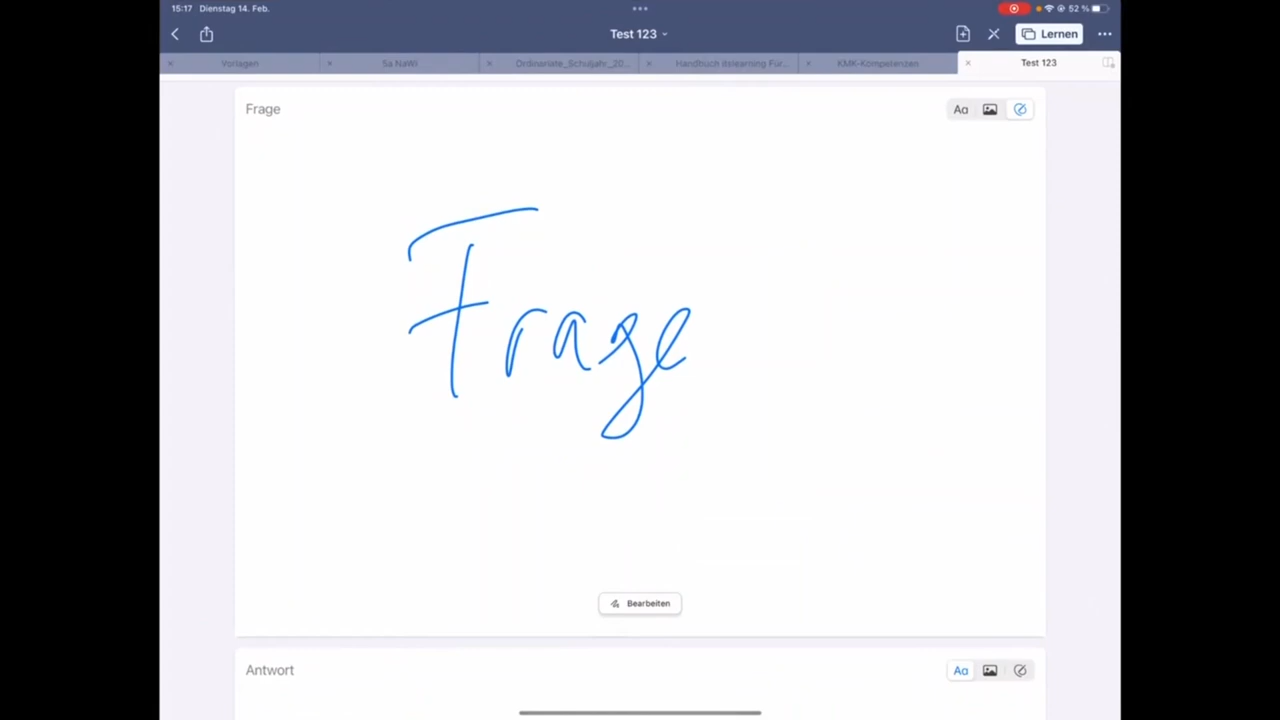 15:17 Dienstag 14. Feb.
52 %
Test 123
Lernen
Vorlagen
Sa NaWi
Ordinariate_Schuljahr_20...
Handbuch itslearning Für...
KMK-Kompetenzen
Test 123
Frage
Aa
Frage
Bearbeiten
Antwort
Aa